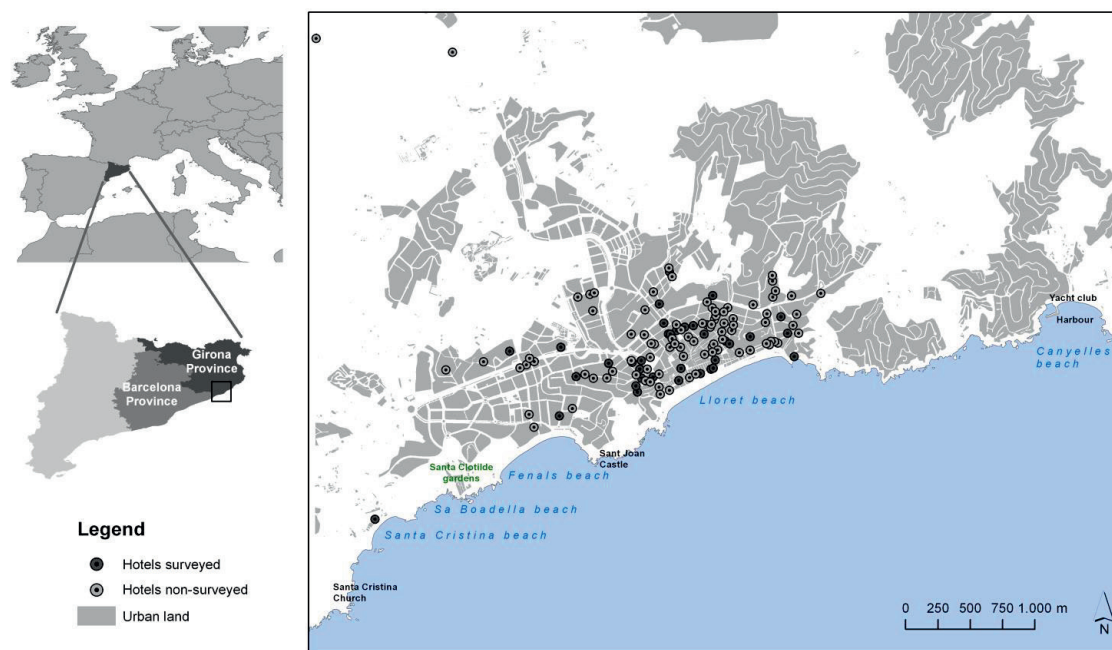 Girona
Province
Barcelona
Province
Legend
Hotels surveyed
Hotels non-surveyed
Urban land
Yacht club
Harbour
Canyelles
beach
Lloret beach
Sant Joan
Castle
Santa Clotilde
gardens
Fenals beach
Sa Boadella beach
Santa Cristina beach
Santa Cristina
Church
0 250 500 750 1.000 m
N